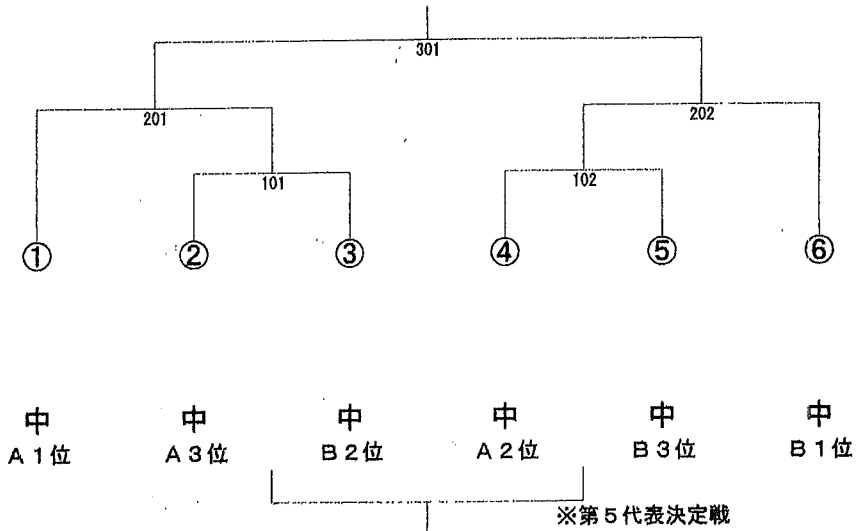 301
201
202
101
102
① ② ③ ④ ⑤ ⑥
中 中 中 中 中 中
A1位 A3位 B2位 A2位 B3位 B1位
※第5代表決定戦